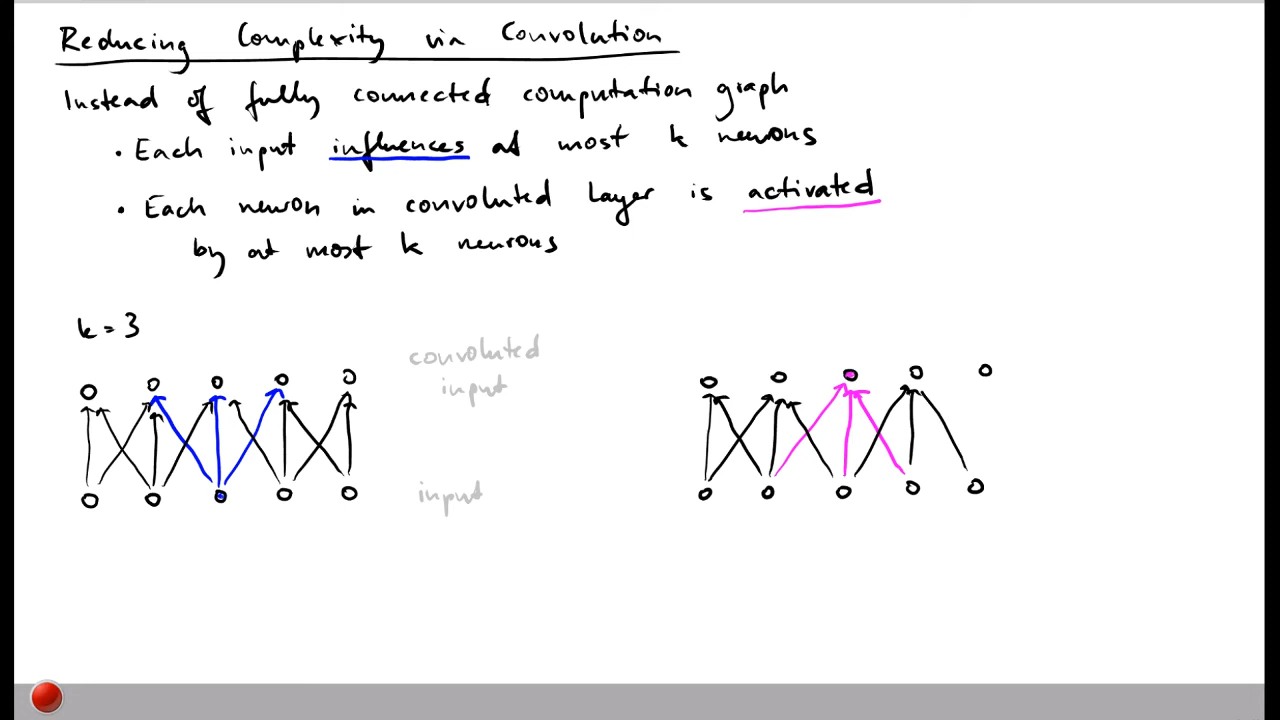 Reducing Complexity via Convolution
Instead of fully connected computation graph
• Each input influences at most k neurons
• Each neuron in convoluted Layer is activated
by at most k neurons
k = 3
convoluted
input
input